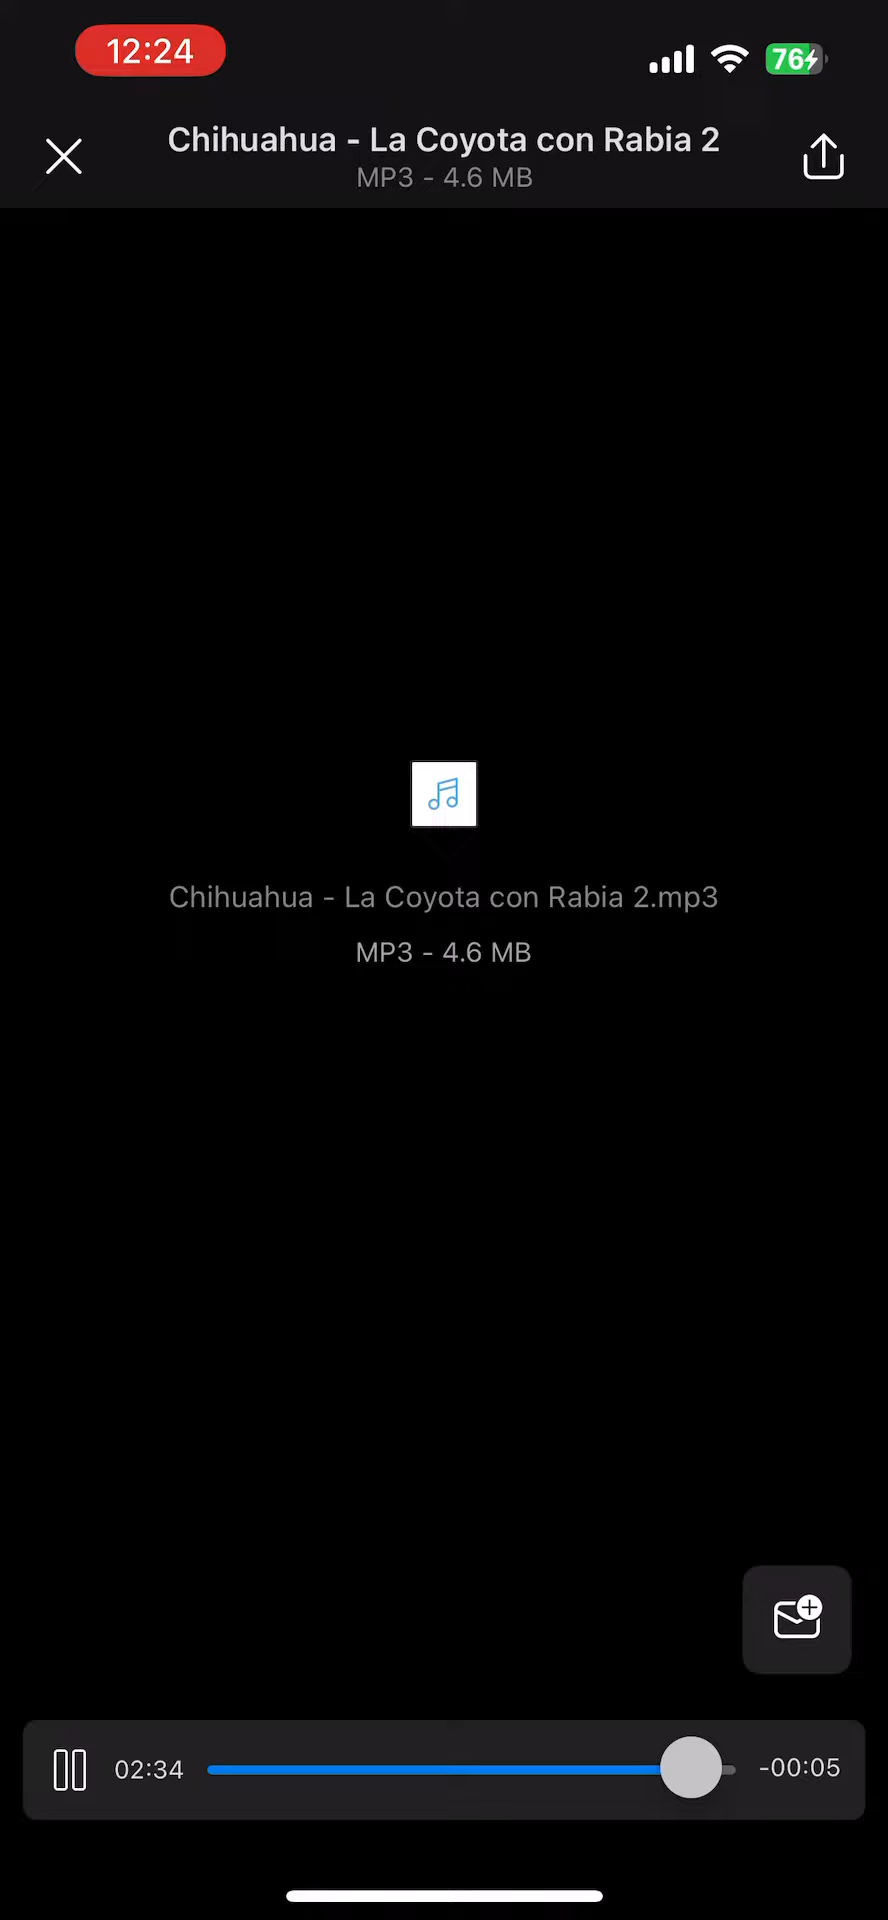 12:24
76
Chihuahua - La Coyota con Rabia 2
MP3 - 4.6 MB
Chihuahua - La Coyota con Rabia 2.mp3
MP3 - 4.6 MB
02:34
-00:05